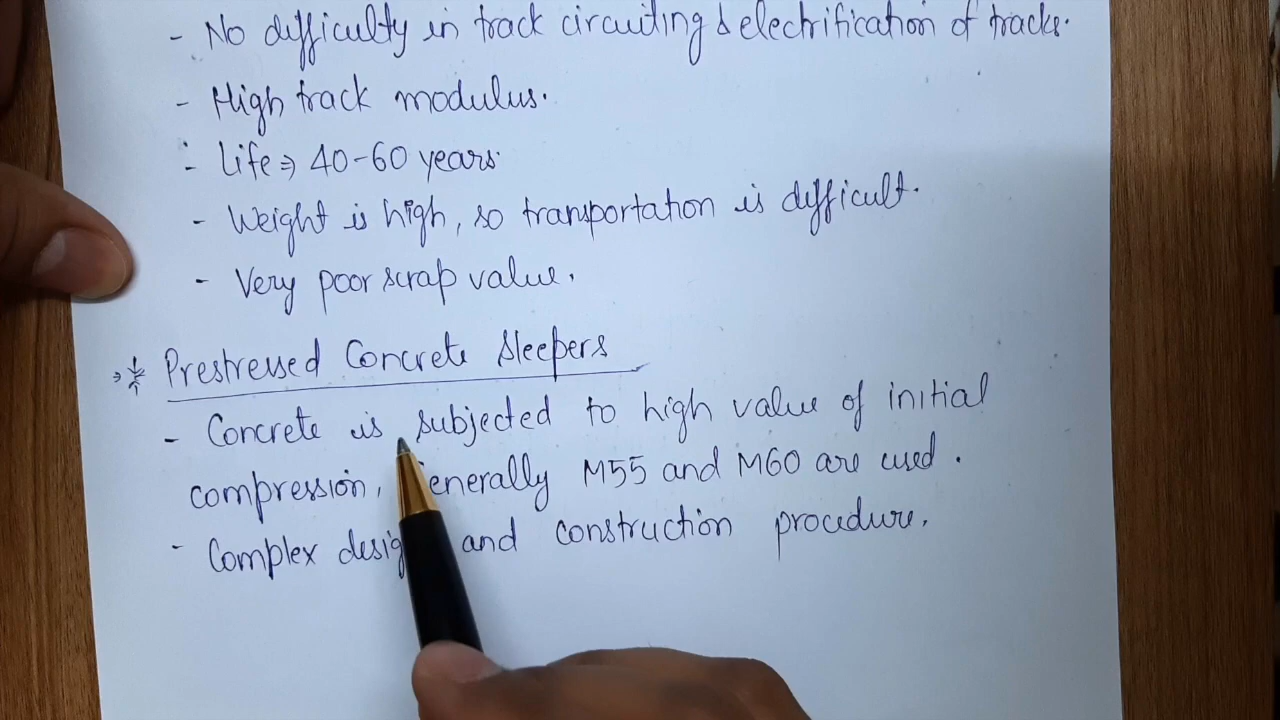 - No difficulty in track circuiting & electrification of tracks.
- High track modulus.
- Life ⇒ 40-60 years.
- Weight is high, so transportation is difficult.
- Very poor scrap value.
⇒* Prestressed Concrete Sleepers
- Concrete is subjected to high value of initial
compression, enerally M55 and M60 are used.
- Complex desig and construction procedure.